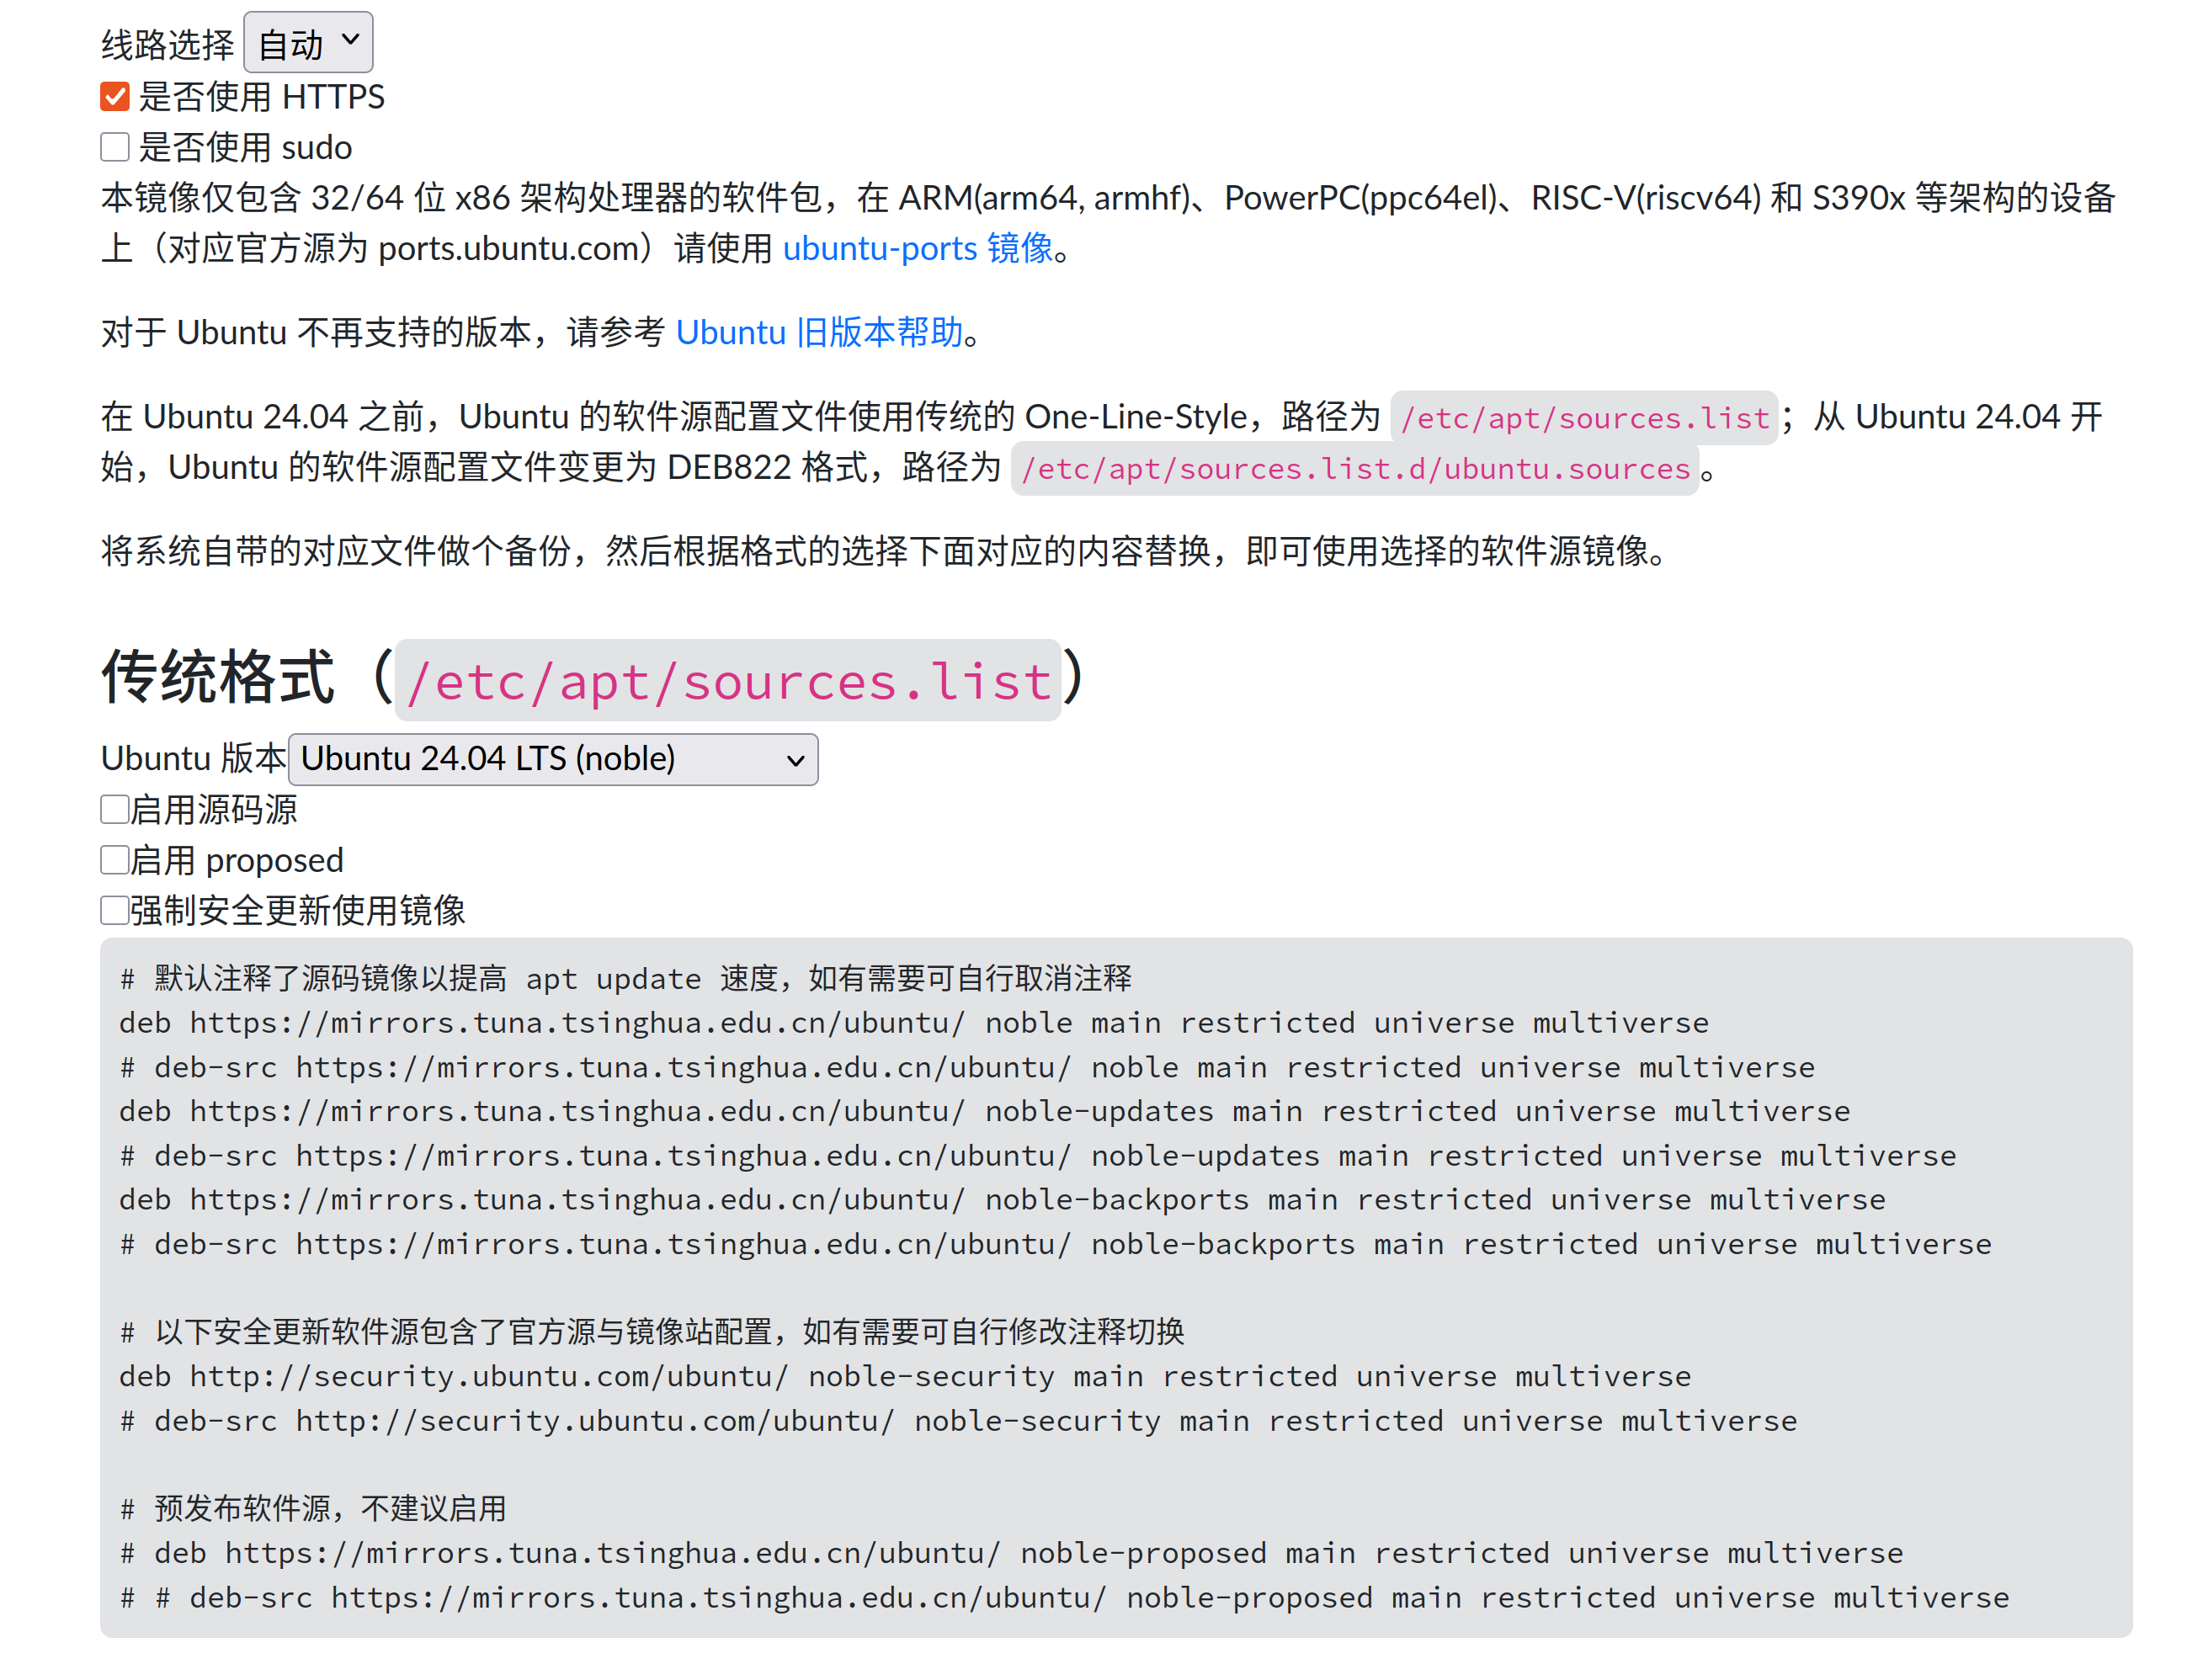 线路选择 自动
是否使用 HTTPS
是否使用 sudo
本镜像仅包含 32/64 位 x86 架构处理器的软件包，在 ARM(arm64, armhf)、PowerPC(ppc64el)、RISC-V(riscv64) 和 S390x 等架构的设备
上（对应官方源为 ports.ubuntu.com）请使用 ubuntu-ports 镜像。
对于 Ubuntu 不再支持的版本，请参考 Ubuntu 旧版本帮助。
在 Ubuntu 24.04 之前，Ubuntu 的软件源配置文件使用传统的 One-Line-Style，路径为 /etc/apt/sources.list；从 Ubuntu 24.04 开
始，Ubuntu 的软件源配置文件变更为 DEB822 格式，路径为 /etc/apt/sources.list.d/ubuntu.sources。
将系统自带的对应文件做个备份，然后根据格式的选择下面对应的内容替换，即可使用选择的软件源镜像。
传统格式（/etc/apt/sources.list）
Ubuntu 版本 Ubuntu 24.04 LTS (noble)
启用源码源
启用 proposed
强制安全更新使用镜像
# 默认注释了源码镜像以提高 apt update 速度，如有需要可自行取消注释
deb https://mirrors.tuna.tsinghua.edu.cn/ubuntu/ noble main restricted universe multiverse
# deb-src https://mirrors.tuna.tsinghua.edu.cn/ubuntu/ noble main restricted universe multiverse
deb https://mirrors.tuna.tsinghua.edu.cn/ubuntu/ noble-updates main restricted universe multiverse
# deb-src https://mirrors.tuna.tsinghua.edu.cn/ubuntu/ noble-updates main restricted universe multiverse
deb https://mirrors.tuna.tsinghua.edu.cn/ubuntu/ noble-backports main restricted universe multiverse
# deb-src https://mirrors.tuna.tsinghua.edu.cn/ubuntu/ noble-backports main restricted universe multiverse
# 以下安全更新软件源包含了官方源与镜像站配置，如有需要可自行修改注释切换
deb http://security.ubuntu.com/ubuntu/ noble-security main restricted universe multiverse
# deb-src http://security.ubuntu.com/ubuntu/ noble-security main restricted universe multiverse
# 预发布软件源，不建议启用
# deb https://mirrors.tuna.tsinghua.edu.cn/ubuntu/ noble-proposed main restricted universe multiverse
# # deb-src https://mirrors.tuna.tsinghua.edu.cn/ubuntu/ noble-proposed main restricted universe multiverse